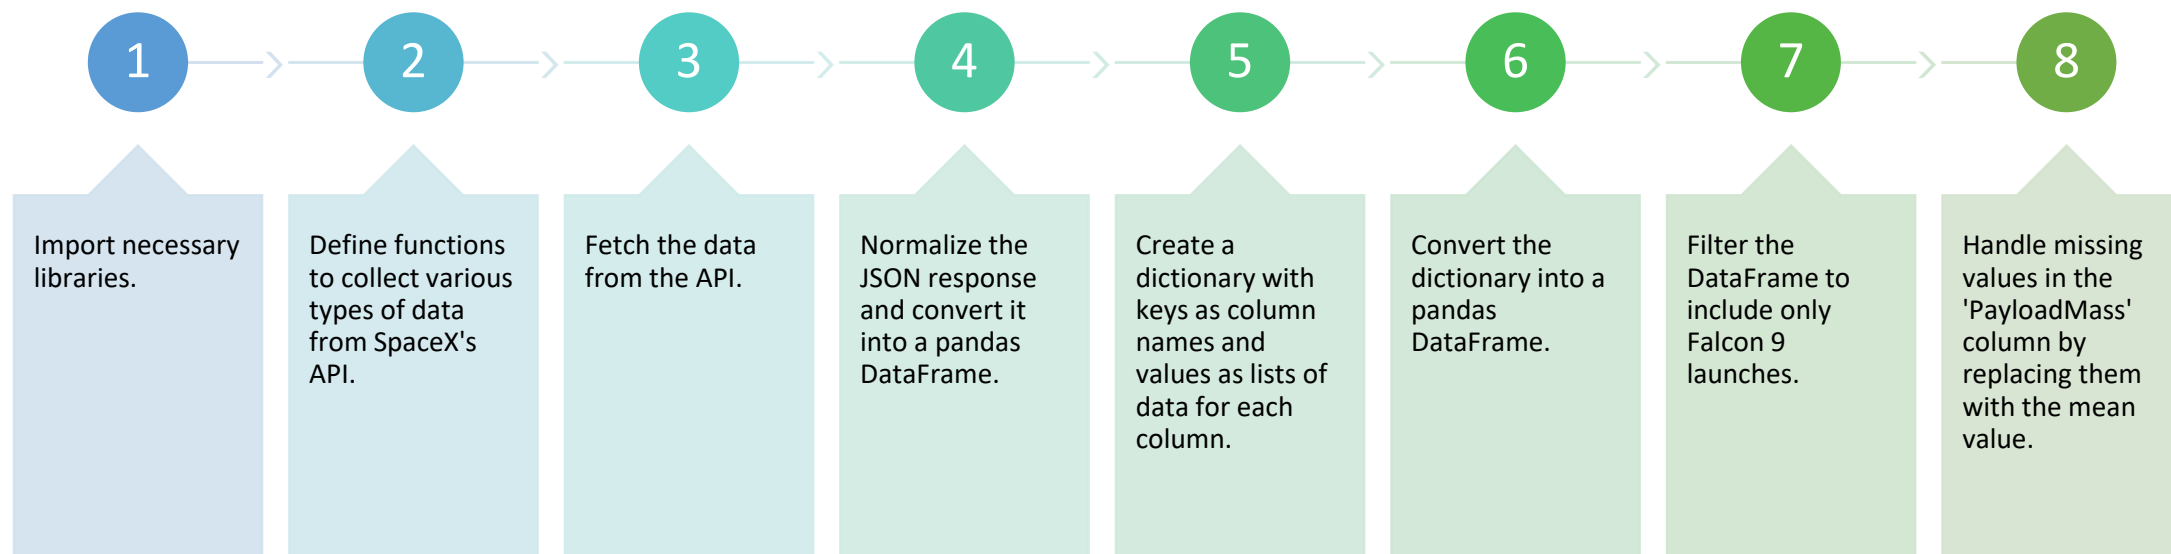 1
2
3
4
5
6
7
8
Import necessary
libraries.
Define functions
to collect various
types of data
from SpaceX's
API.
Fetch the data
from the API.
Normalize the
JSON response
and convert it
into a pandas
DataFrame.
Create a
dictionary with
keys as column
names and
values as lists of
data for each
column.
Convert the
dictionary into a
pandas
DataFrame.
Filter the
DataFrame to
include only
Falcon 9
launches.
Handle missing
values in the
'PayloadMass'
column by
replacing them
with the mean
value.